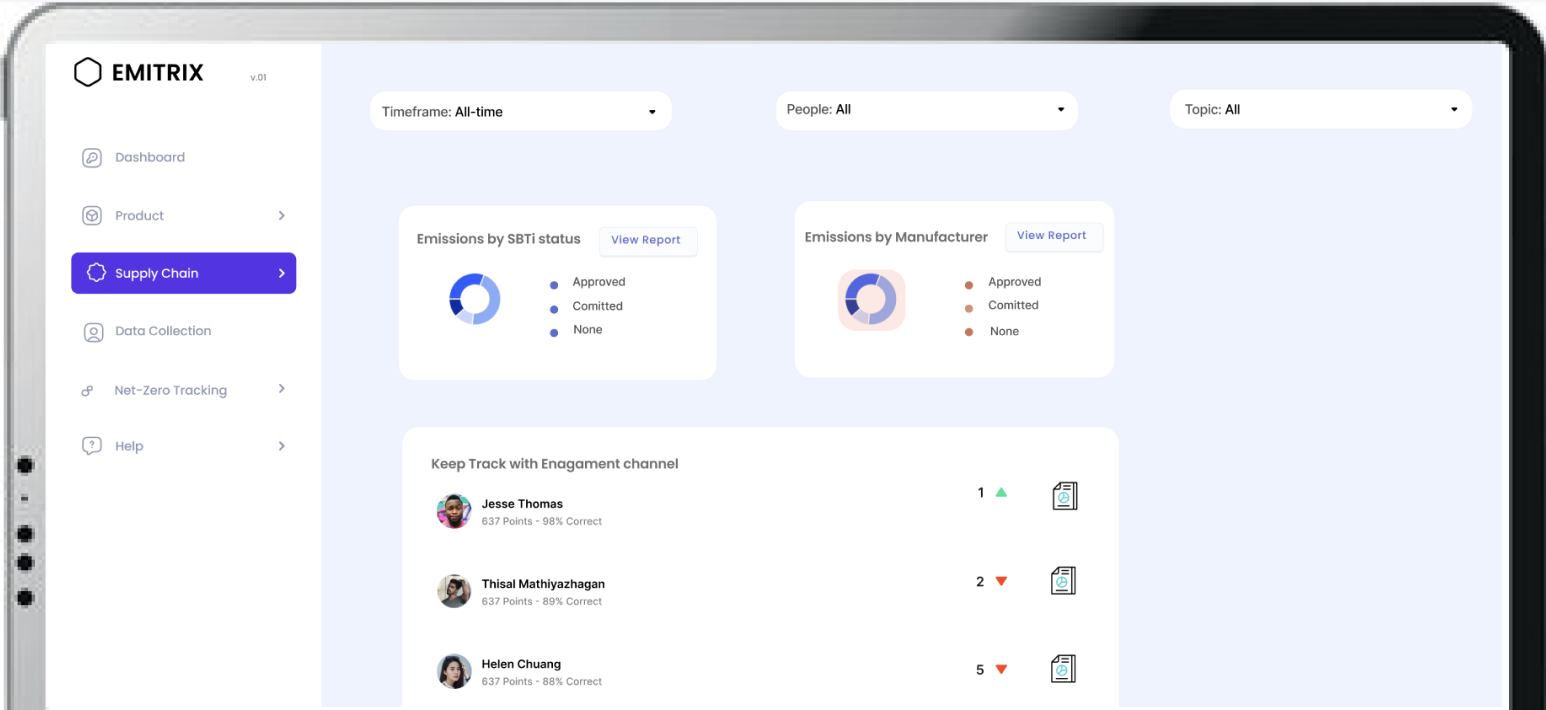 EMITRIX v.01
Timeframe: All-time
People: All
Topic: All
Dashboard
Product
Supply Chain
Data Collection
Net-Zero Tracking
Help
Emissions by SBTi status
View Report
Approved
Comitted
None
Emissions by Manufacturer
View Report
Approved
Comitted
None
Keep Track with Enagament channel
Jesse Thomas
637 Points - 98% Correct
1
Thisal Mathiyazhagan
637 Points - 89% Correct
2
Helen Chuang
637 Points - 88% Correct
5